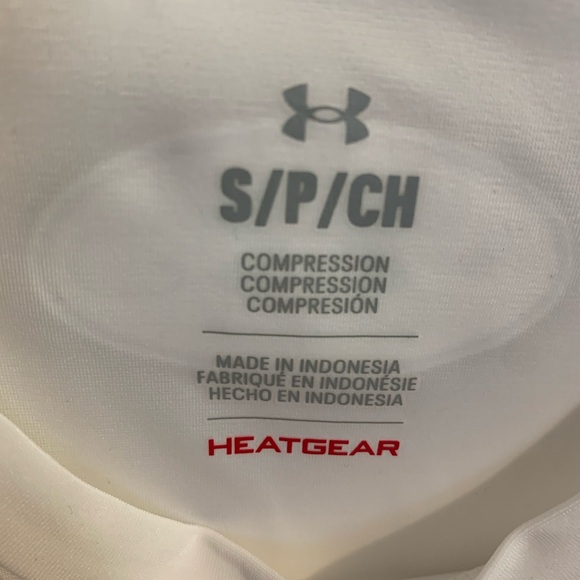 S/P/CH
COMPRESSION
COMPRESSION
COMPRESIÓN
MADE IN INDONESIA
FABRIQUÉ EN INDONÉSIE
HECHO EN INDONESIA
HEATGEAR